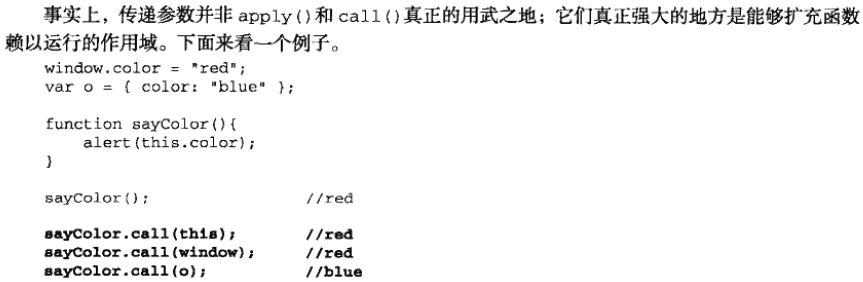 事实上，传递参数并非 apply()和 call()真正的用武之地；它们真正强大的地方是能够扩充函数
赖以运行的作用域。下面来看一个例子。
window.color = "red";
var o = { color: "blue" };
function sayColor(){
    alert(this.color);
}
sayColor();                //red
sayColor.call(this);       //red
sayColor.call(window);     //red
sayColor.call(o);          //blue